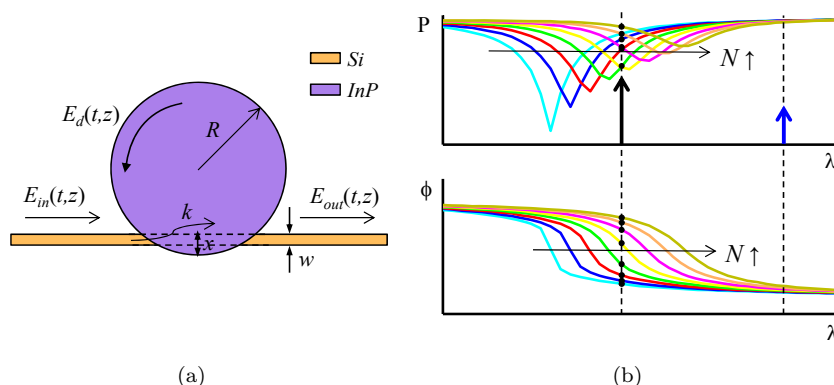 Si
InP
E_d(t,z)
R
E_in(t,z)
k
E_out(t,z)
x
w
(a)
P
N ↑
λ
ϕ
N ↑
λ
(b)